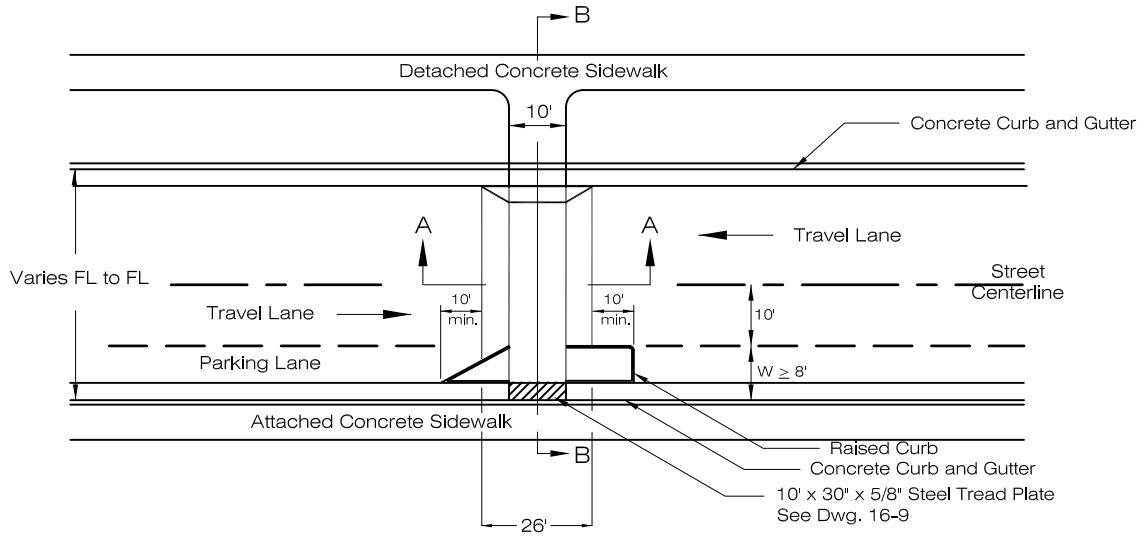 B
Detached Concrete Sidewalk
10'
Concrete Curb and Gutter
A
A
Travel Lane
Varies FL to FL
Street
Centerline
10'
min.
10'
min.
Travel Lane
10'
Parking Lane
W ≥ 8'
Attached Concrete Sidewalk
Raised Curb
B
Concrete Curb and Gutter
10' x 30" x 5/8" Steel Tread Plate
See Dwg. 16-9
26'